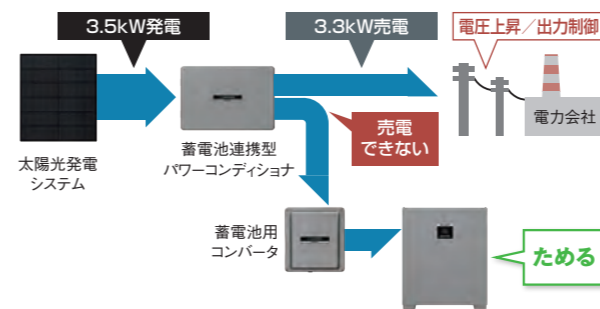 3.5kW発電
3.3kW売電
電圧上昇／出力制御
電力会社
売電
できない
太陽光発電
システム
蓄電池連携型
パワーコンディショナ
蓄電池用
コンバータ
ためる